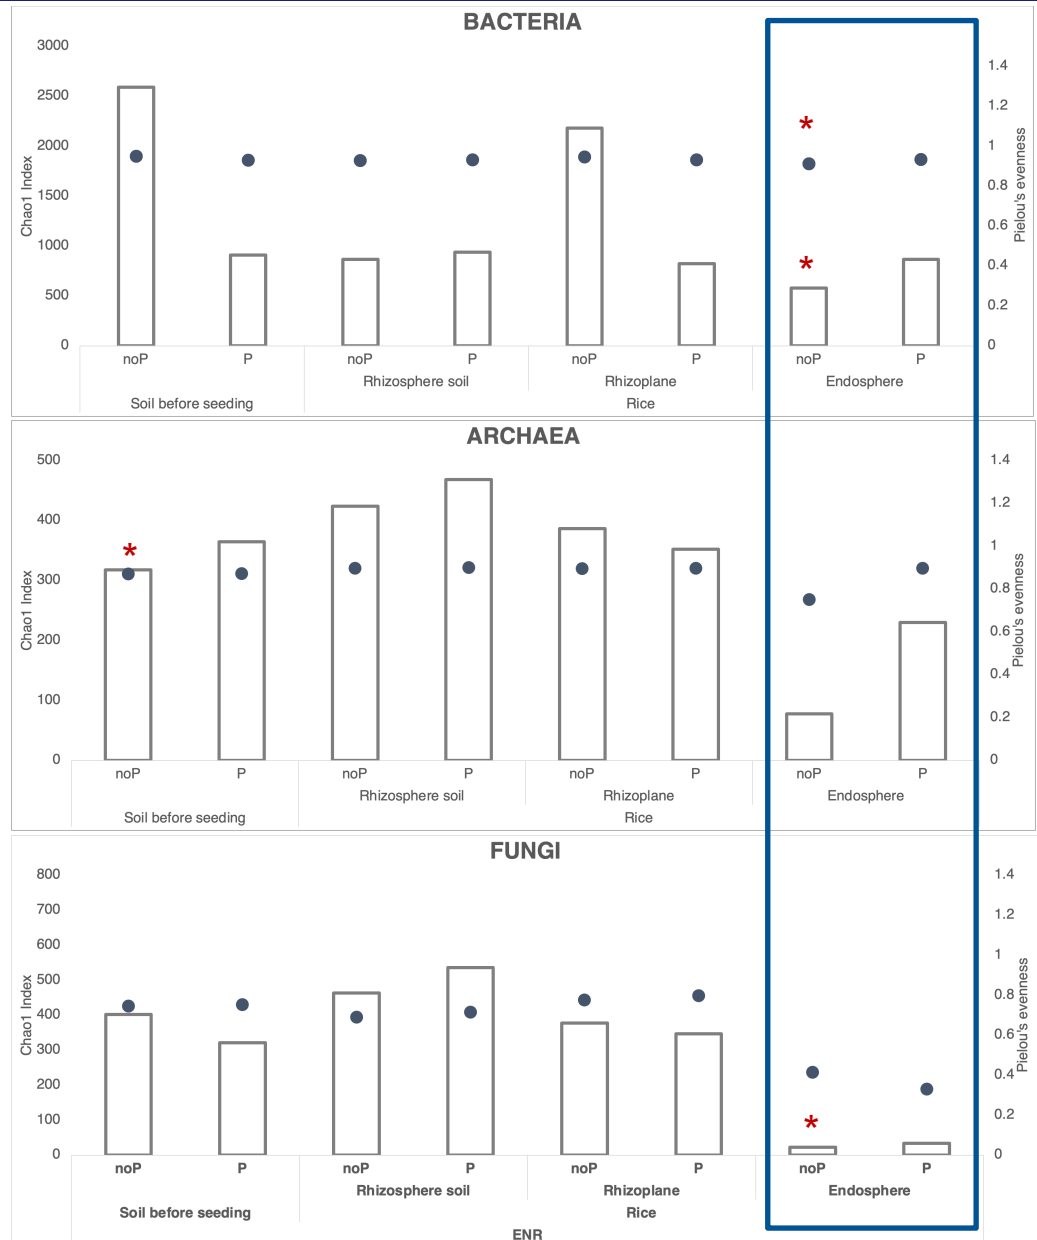 BACTERIA
3000
2500
2000
1500
1000
500
0
Chao1 Index
1.4
1.2
1
0.8
0.6
0.4
0.2
0
Pielou's evenness
*
*
noP P noP P noP P noP P
Rhizosphere soil Rhizoplane Endosphere
Soil before seeding Rice
ARCHAEA
500
400
300
200
100
0
Chao1 Index
1.4
1.2
1
0.8
0.6
0.4
0.2
0
Pielou's evenness
*
noP P noP P noP P noP P
Rhizosphere soil Rhizoplane Endosphere
Soil before seeding Rice
FUNGI
800
700
600
500
400
300
200
100
0
Chao1 Index
1.4
1.2
1
0.8
0.6
0.4
0.2
0
Pielou's evenness
*
noP P noP P noP P noP P
Rhizosphere soil Rhizoplane Endosphere
Soil before seeding Rice
ENR